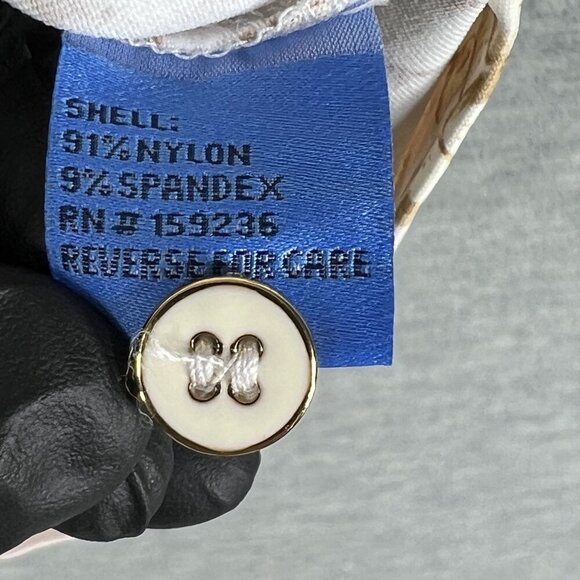 SHELL:
91% NYLON
9% SPANDEX
RN # 159236
REVERSE FOR CARE